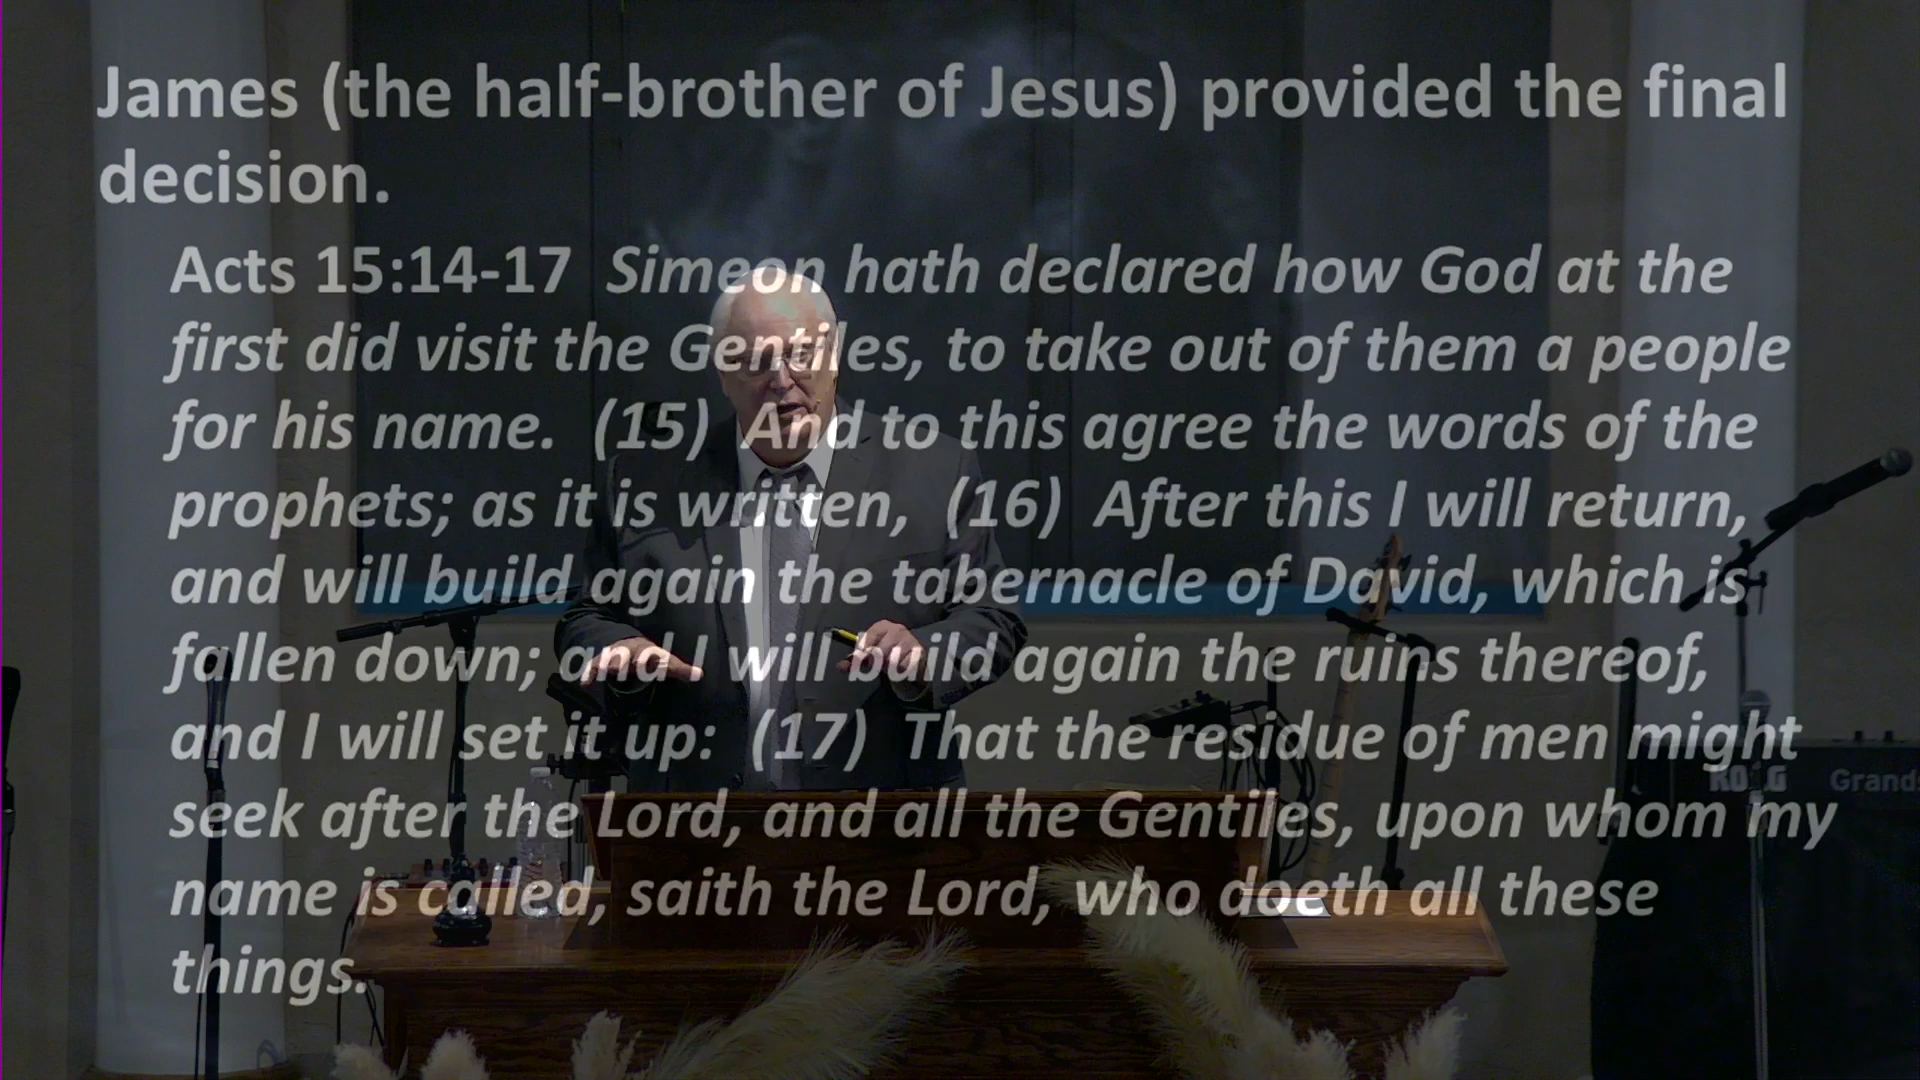 James (the half-brother of Jesus) provided the final
decision.
Acts 15:14-17 Simeon hath declared how God at the
first did visit the Gentiles, to take out of them a people
for his name. (15) And to this agree the words of the
prophets; as it is written, (16) After this I will return,
and will build again the tabernacle of David, which is
fallen down; and I will build again the ruins thereof,
and I will set it up: (17) That the residue of men might
seek after the Lord, and all the Gentiles, upon whom my
name is called, saith the Lord, who doeth all these
things.